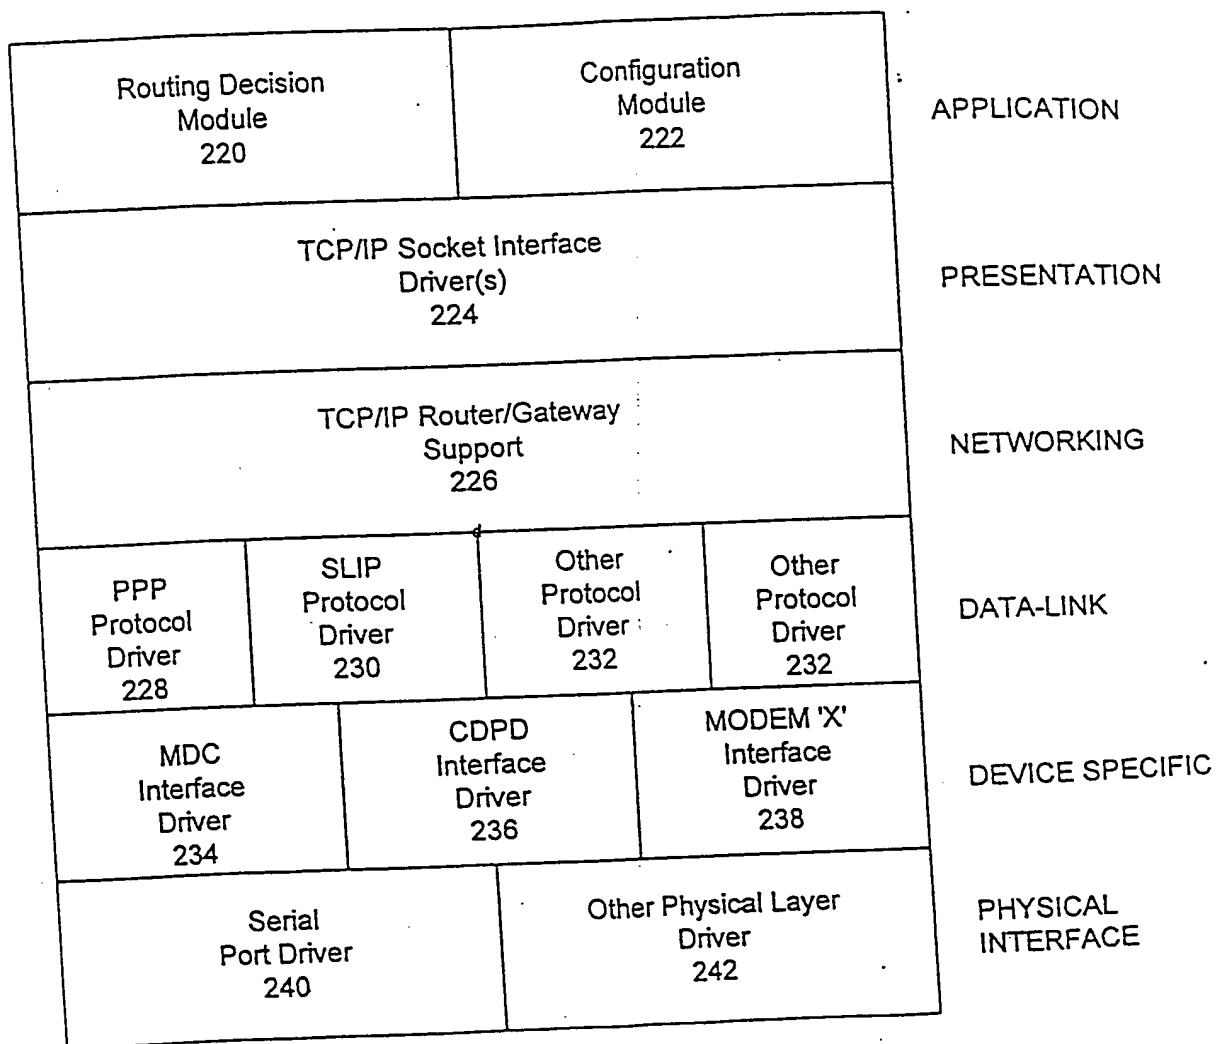 Routing Decision
Module
220
Configuration
Module
222
APPLICATION
TCP/IP Socket Interface
Driver(s)
224
PRESENTATION
TCP/IP Router/Gateway
Support
226
NETWORKING
PPP
Protocol
Driver
228
SLIP
Protocol
Driver
230
Other
Protocol
Driver
232
Other
Protocol
Driver
232
DATA-LINK
MDC
Interface
Driver
234
CDPD
Interface
Driver
236
MODEM 'X'
Interface
Driver
238
DEVICE SPECIFIC
Serial
Port Driver
240
Other Physical Layer
Driver
242
PHYSICAL
INTERFACE